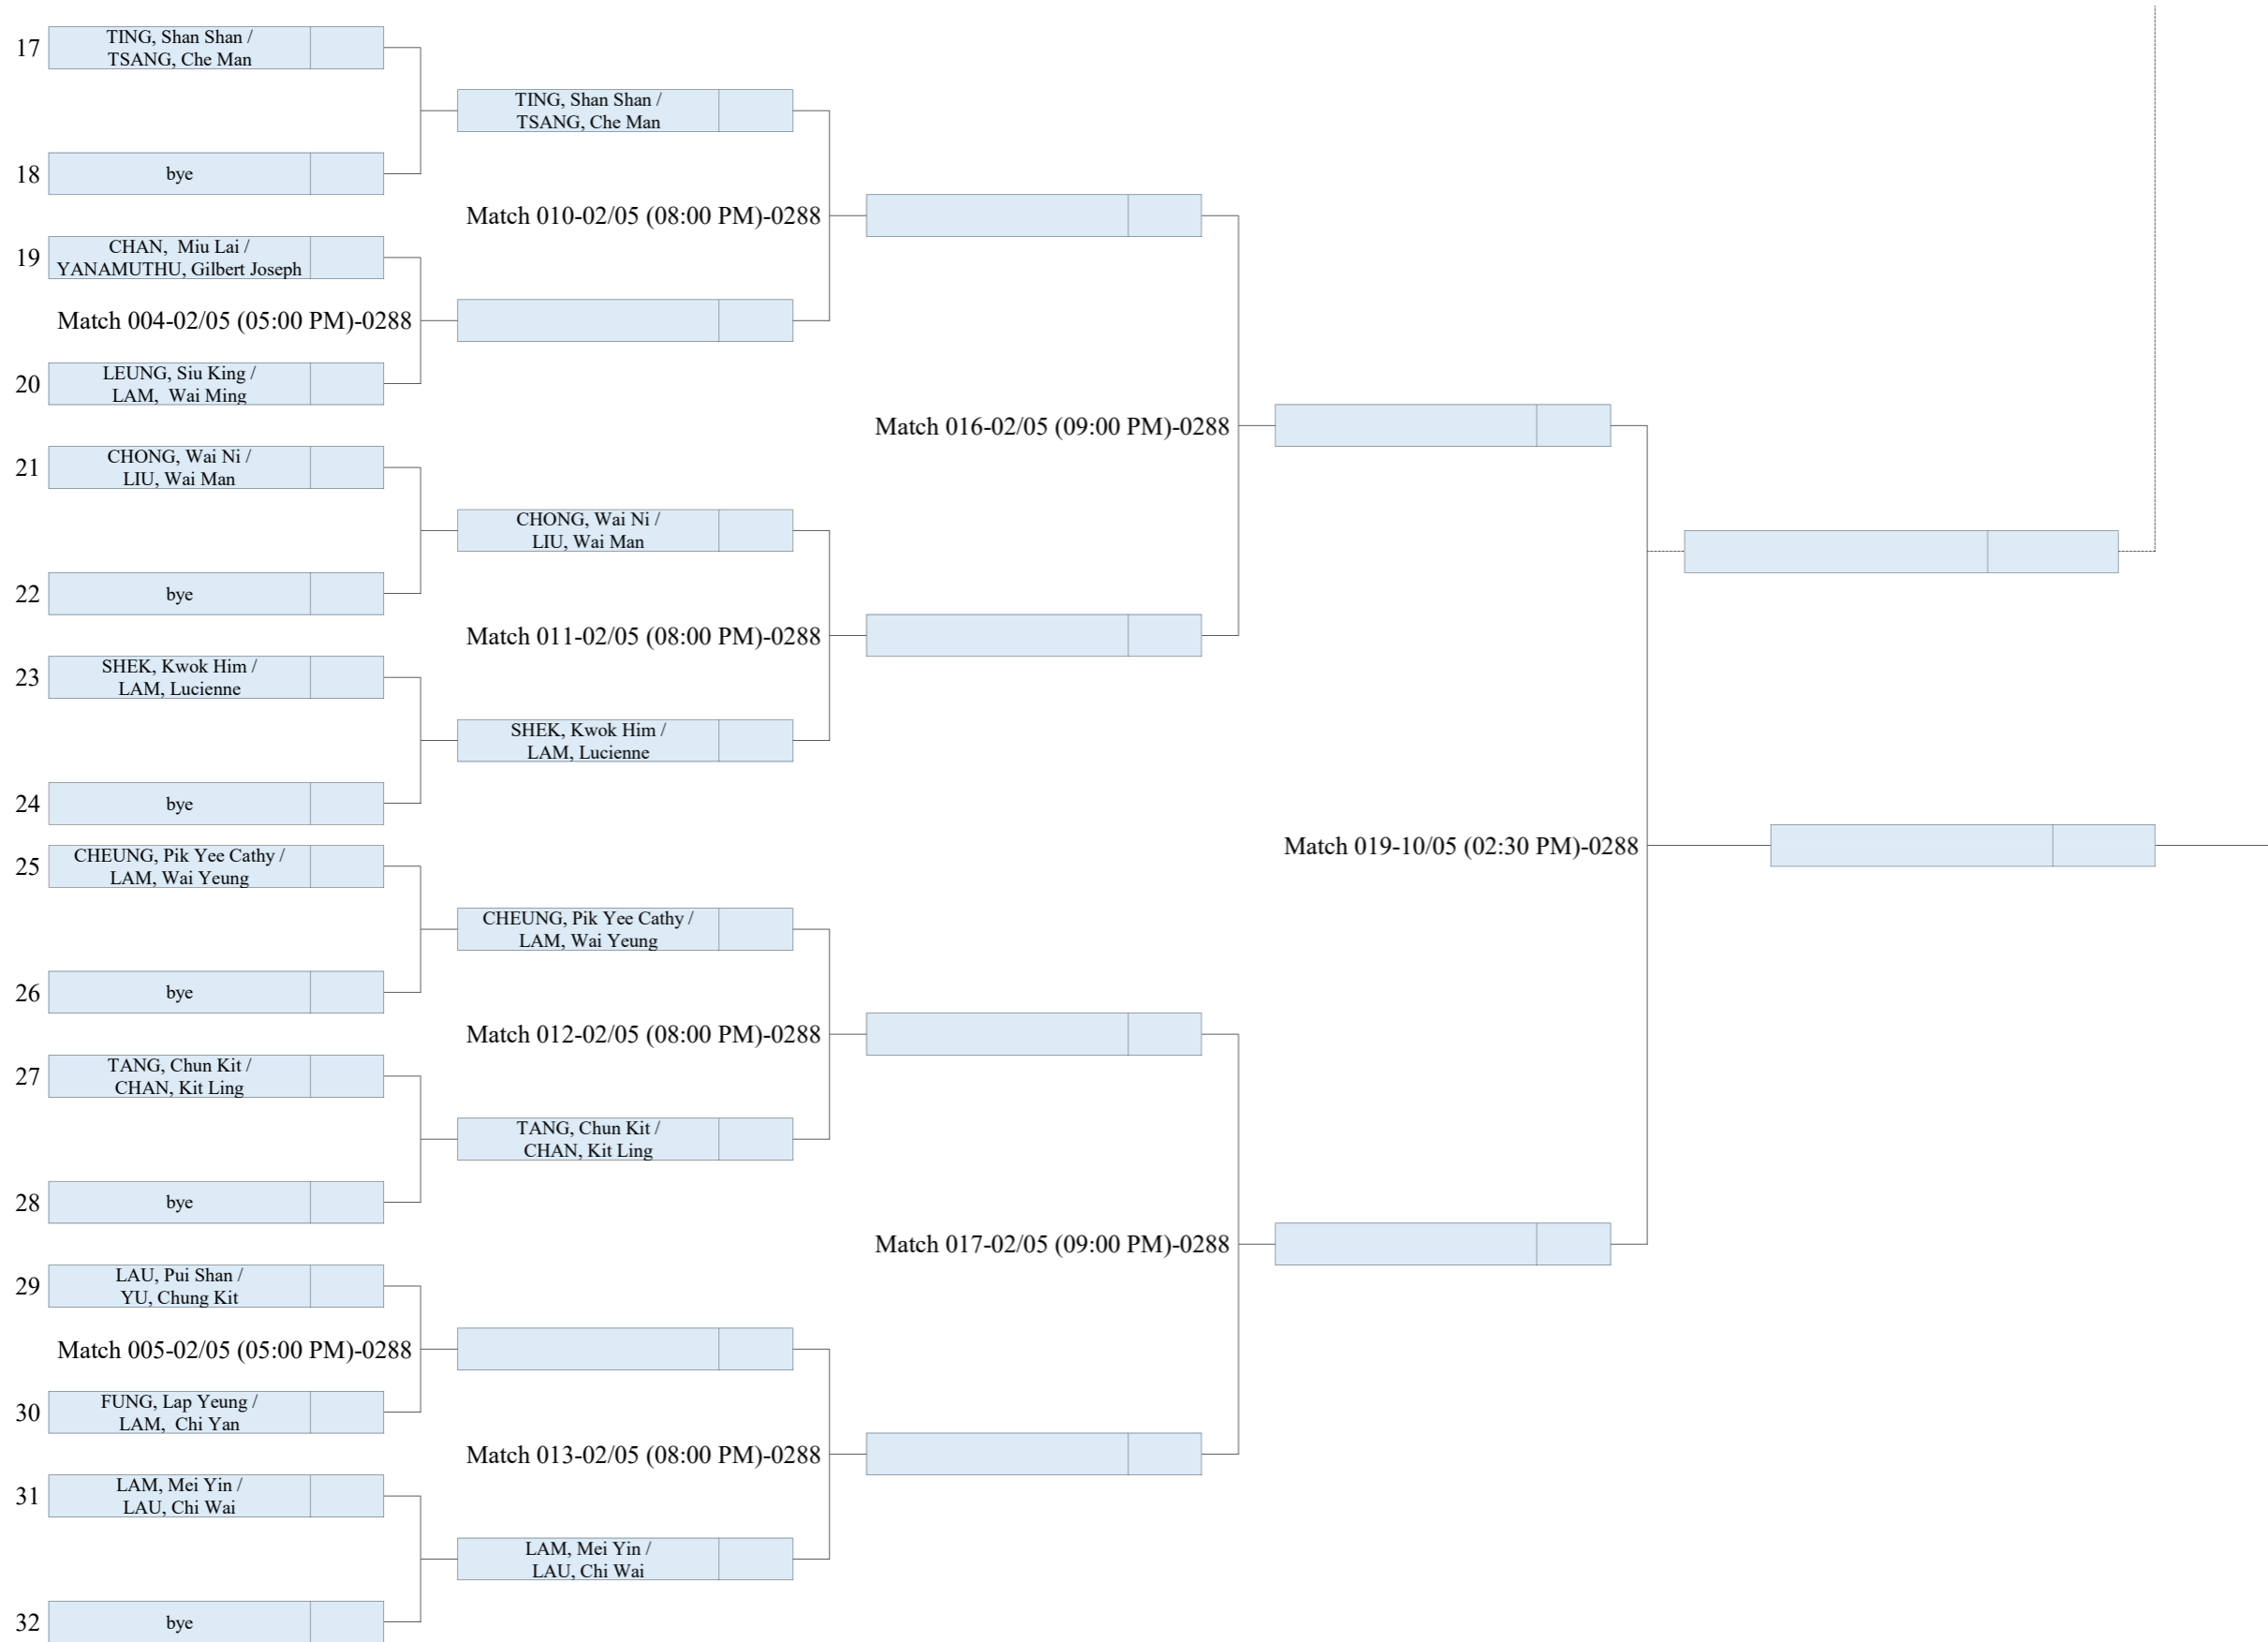 17
TING, Shan Shan /
TSANG, Che Man
TING, Shan Shan /
TSANG, Che Man
18
bye
Match 010-02/05 (08:00 PM)-0288
19
CHAN,  Miu Lai /
YANAMUTHU, Gilbert Joseph
Match 004-02/05 (05:00 PM)-0288
20
LEUNG, Siu King /
LAM,  Wai Ming
Match 016-02/05 (09:00 PM)-0288
21
CHONG, Wai Ni /
LIU, Wai Man
CHONG, Wai Ni /
LIU, Wai Man
22
bye
Match 011-02/05 (08:00 PM)-0288
23
SHEK, Kwok Him /
LAM, Lucienne
SHEK, Kwok Him /
LAM, Lucienne
24
bye
Match 019-10/05 (02:30 PM)-0288
25
CHEUNG, Pik Yee Cathy /
LAM, Wai Yeung
CHEUNG, Pik Yee Cathy /
LAM, Wai Yeung
26
bye
Match 012-02/05 (08:00 PM)-0288
27
TANG, Chun Kit /
CHAN, Kit Ling
TANG, Chun Kit /
CHAN, Kit Ling
28
bye
Match 017-02/05 (09:00 PM)-0288
29
LAU, Pui Shan /
YU, Chung Kit
Match 005-02/05 (05:00 PM)-0288
30
FUNG, Lap Yeung /
LAM,  Chi Yan
Match 013-02/05 (08:00 PM)-0288
31
LAM, Mei Yin /
LAU, Chi Wai
LAM, Mei Yin /
LAU, Chi Wai
32
bye